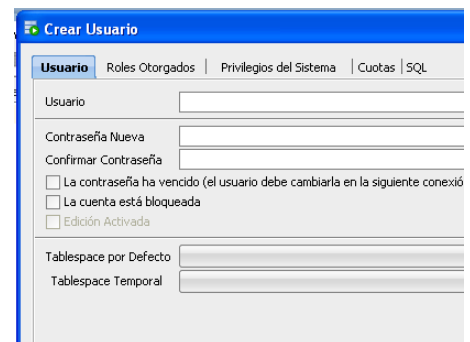 Crear Usuario
Usuario Roles Otorgados Privilegios del Sistema Cuotas SQL
Usuario
Contraseña Nueva
Confirmar Contraseña
La contraseña ha vencido (el usuario debe cambiarla en la siguiente conexió
La cuenta está bloqueada
Edición Activada
Tablespace por Defecto
Tablespace Temporal